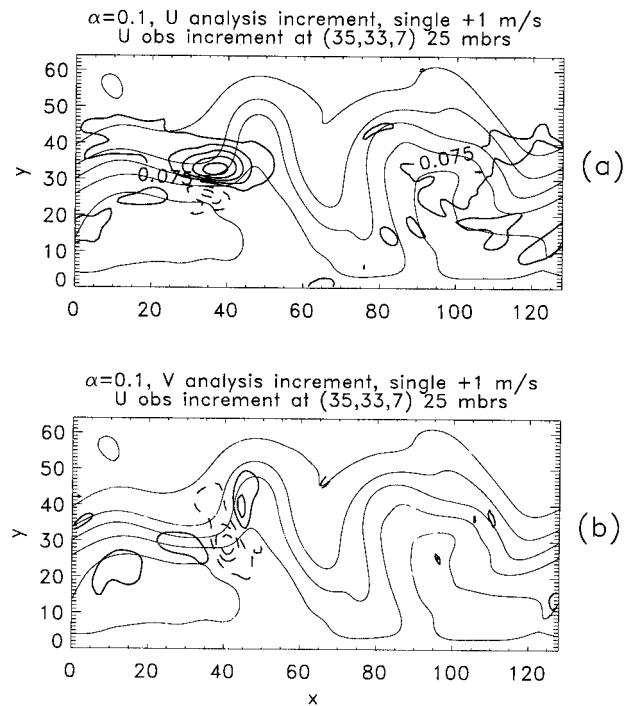 α=0.1, U analysis increment, single +1 m/s
U obs increment at (35,33,7) 25 mbrs
60
50
40
30
20
10
0
y
0.075
0.075
(a)
0 20 40 60 80 100 120
α=0.1, V analysis increment, single +1 m/s
U obs increment at (35,33,7) 25 mbrs
60
50
40
30
20
10
0
y
(b)
0 20 40 60 80 100 120
x